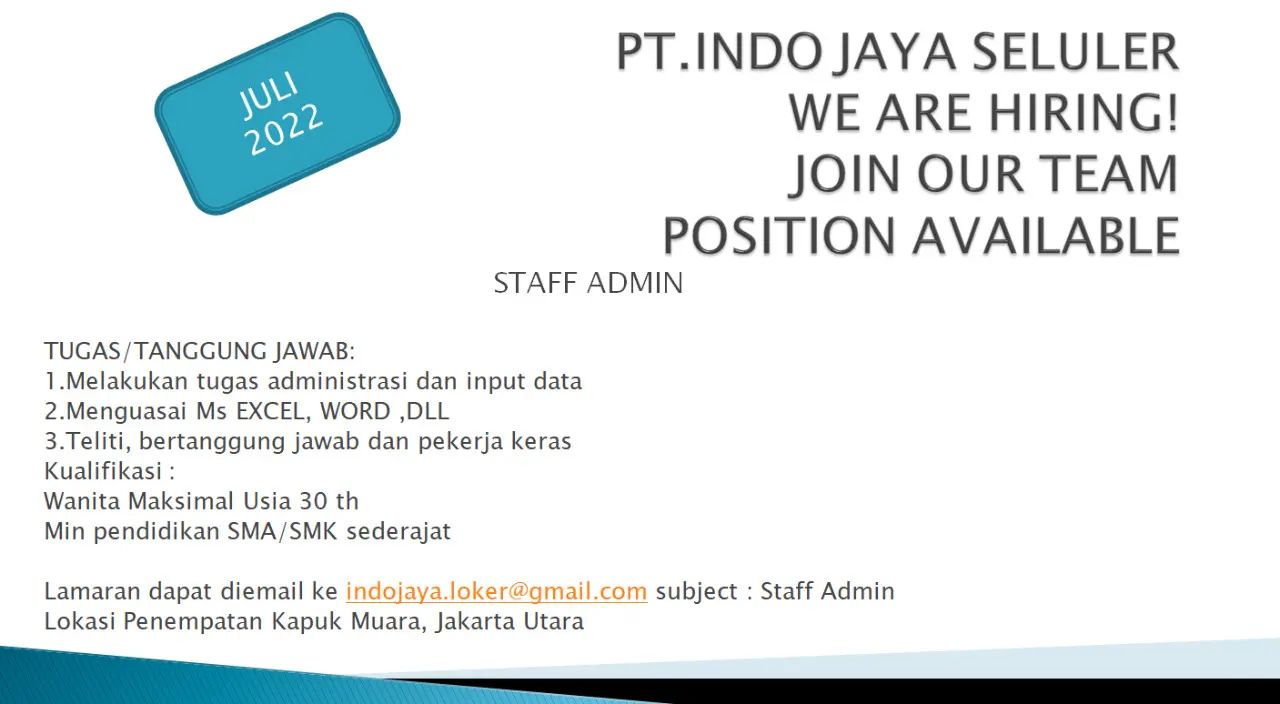 JULI
2022
PT.INDO JAYA SELULER
WE ARE HIRING!
JOIN OUR TEAM
POSITION AVAILABLE
STAFF ADMIN
TUGAS/TANGGUNG JAWAB:
1.Melakukan tugas administrasi dan input data
2.Menguasai Ms EXCEL, WORD ,DLL
3.Teliti, bertanggung jawab dan pekerja keras
Kualifikasi :
Wanita Maksimal Usia 30 th
Min pendidikan SMA/SMK sederajat
Lamaran dapat diemail ke indojaya.loker@gmail.com subject : Staff Admin
Lokasi Penempatan Kapuk Muara, Jakarta Utara